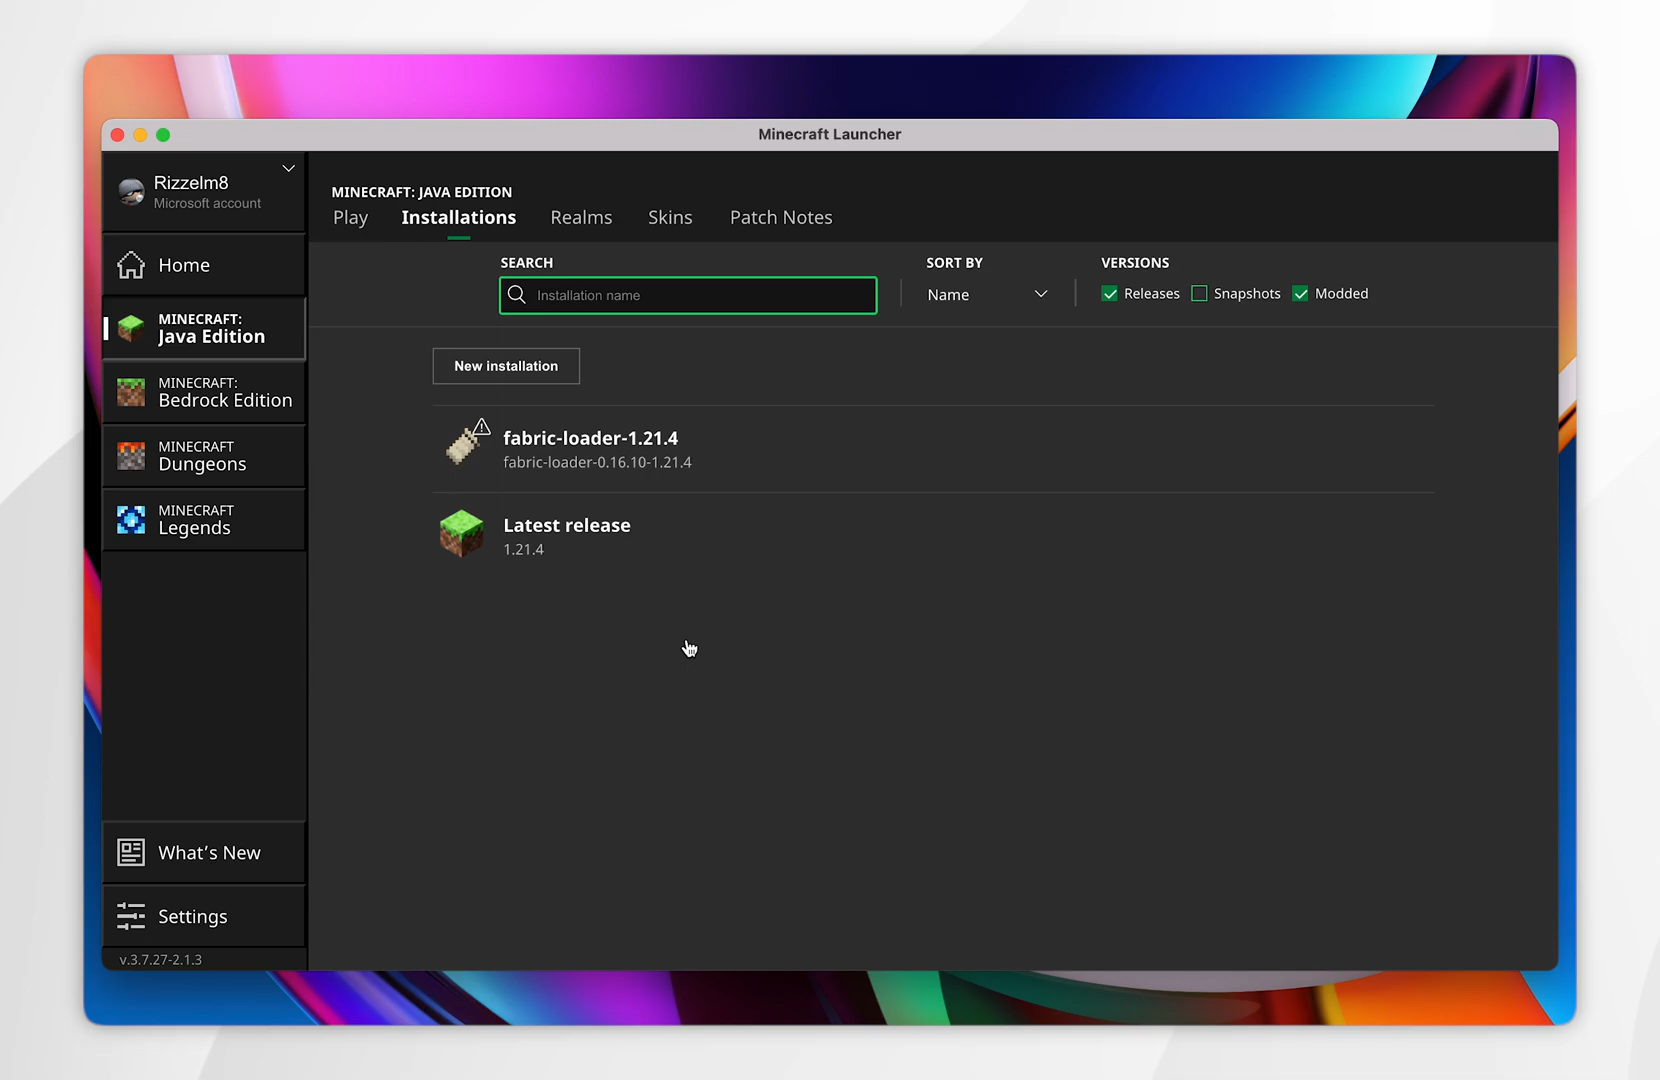 Minecraft Launcher
Rizzelm8
Microsoft account
Home
MINECRAFT:
Java Edition
MINECRAFT:
Bedrock Edition
MINECRAFT
Dungeons
MINECRAFT
Legends
What's New
Settings
v.3.7.27-2.1.3
MINECRAFT: JAVA EDITION
Play Installations Realms Skins Patch Notes
SEARCH SORT BY VERSIONS
Installation name Name Releases Snapshots Modded
New installation
fabric-loader-1.21.4
fabric-loader-0.16.10-1.21.4
Latest release
1.21.4